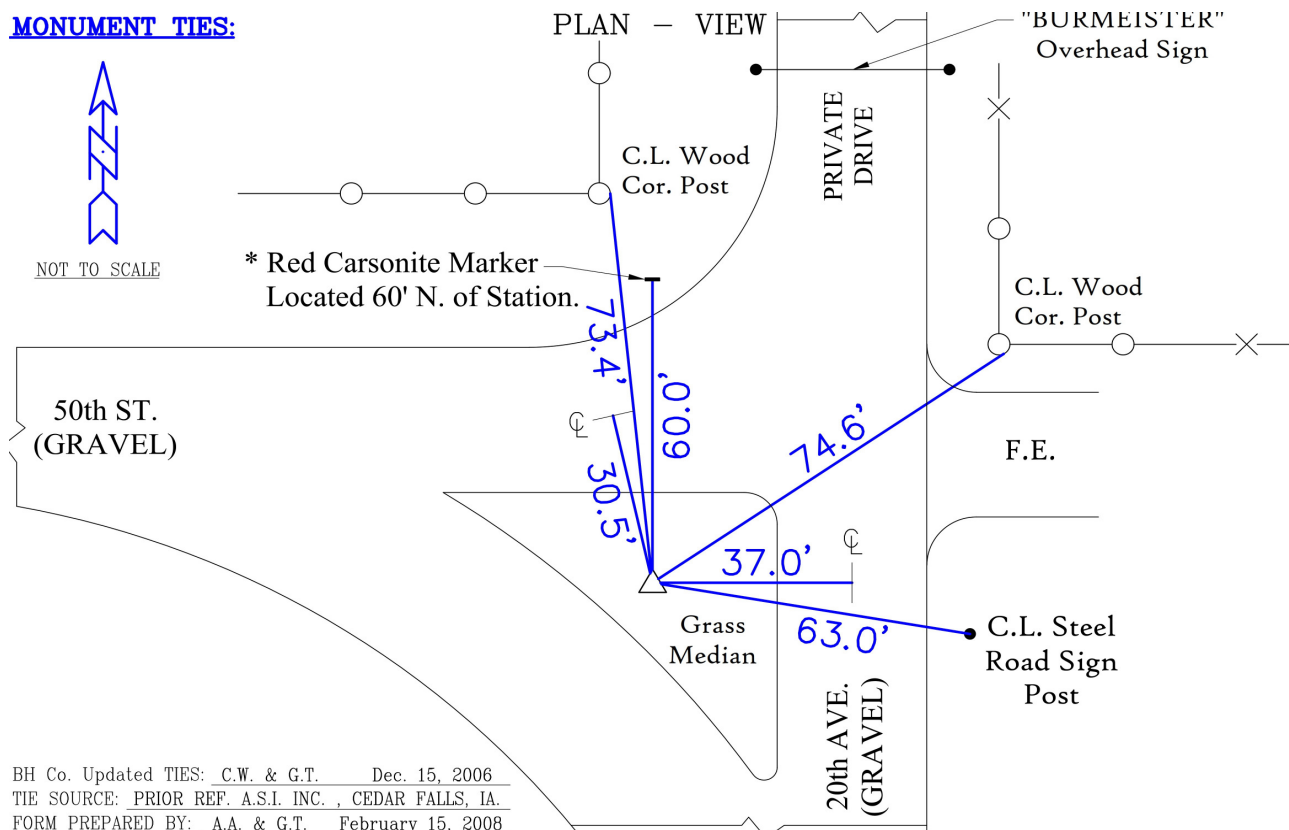 MONUMENT TIES:
PLAN - VIEW
"BURMEISTER"
Overhead Sign
N
NOT TO SCALE
C.L. Wood
Cor. Post
PRIVATE
DRIVE
* Red Carsonite Marker
Located 60' N. of Station.
C.L. Wood
Cor. Post
73.4'
60.0'
50th ST.
(GRAVEL)
℄
30.5'
74.6'
F.E.
℄
37.0'
63.0'
Grass
Median
C.L. Steel
Road Sign
Post
20th AVE.
(GRAVEL)
BH Co. Updated TIES: C.W. & G.T. Dec. 15, 2006
TIE SOURCE: PRIOR REF. A.S.I. INC. , CEDAR FALLS, IA.
FORM PREPARED BY: A.A. & G.T. February 15, 2008